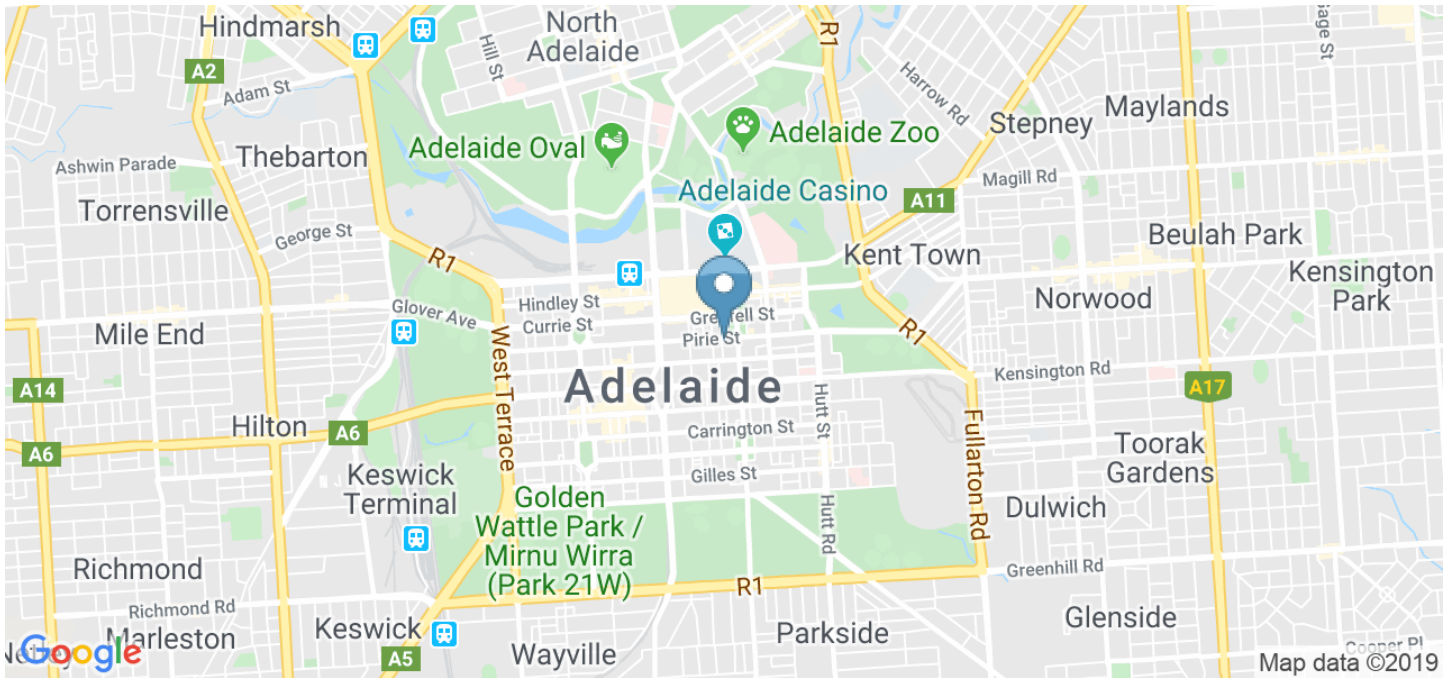 Hindmarsh
North
Adelaide
R1
Hill St
Sage St
A2
Adam St
Harrow Rd
Maylands
Stepney
Adelaide Zoo
Adelaide Oval
Thebarton
Ashwin Parade
Magill Rd
Adelaide Casino
A11
Torrensville
George St
Beulah Park
Kent Town
R1
Kensington
Park
Norwood
Hindley St
Glover Ave
Currie St
Grenfell St
Pirie St
R1
Mile End
West Terrace
Kensington Rd
A14
Adelaide
A17
Hutt St
Hilton
A6
A6
Carrington St
Fullarton Rd
Toorak
Gardens
Keswick
Terminal
Gilles St
Golden
Wattle Park /
Mirnu Wirra
(Park 21W)
Hutt Rd
Dulwich
Richmond
R1
Greenhill Rd
Richmond Rd
Glenside
Keswick
Parkside
Marleston
Wayville
A5
Cooper Pl
Google
Map data ©2019